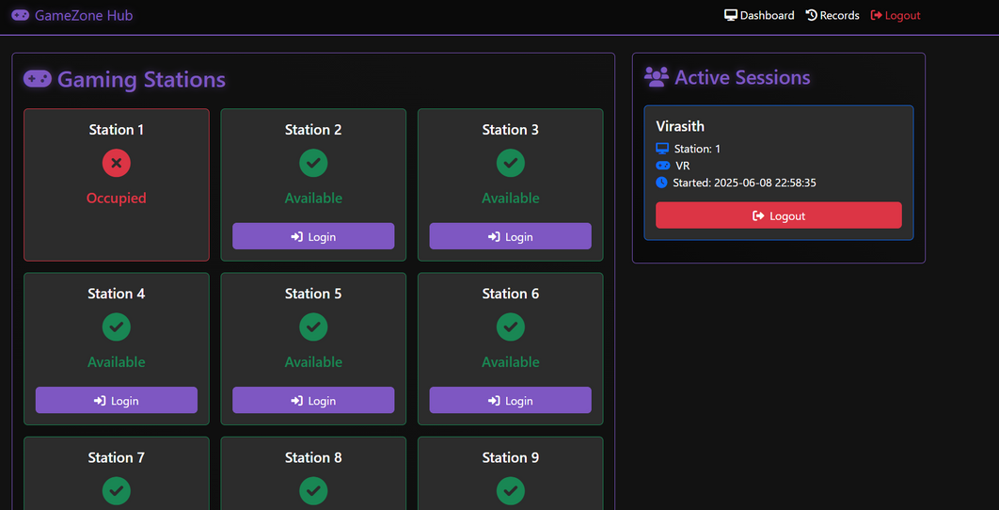 GameZone Hub
Dashboard Records Logout
Gaming Stations
Station 1
Occupied
Station 2
Available
Login
Station 3
Available
Login
Station 4
Available
Login
Station 5
Available
Login
Station 6
Available
Login
Station 7
Station 8
Station 9
Active Sessions
Virasith
Station: 1
VR
Started: 2025-06-08 22:58:35
Logout